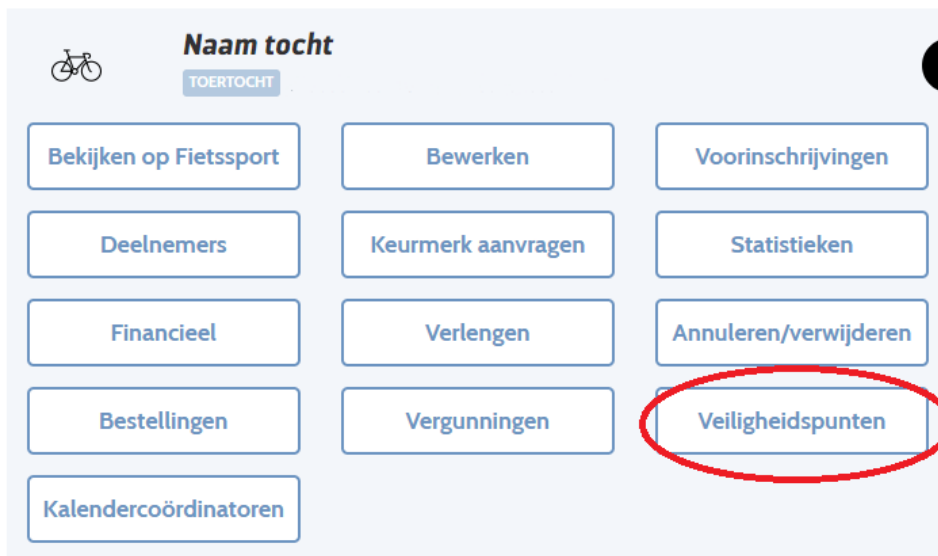 Naam tocht
TOERTOCHT
Bekijken op Fietssport
Bewerken
Voorinschrijvingen
Deelnemers
Keurmerk aanvragen
Statistieken
Financieel
Verlengen
Annuleren/verwijderen
Bestellingen
Vergunningen
Veiligheidspunten
Kalendercoördinatoren